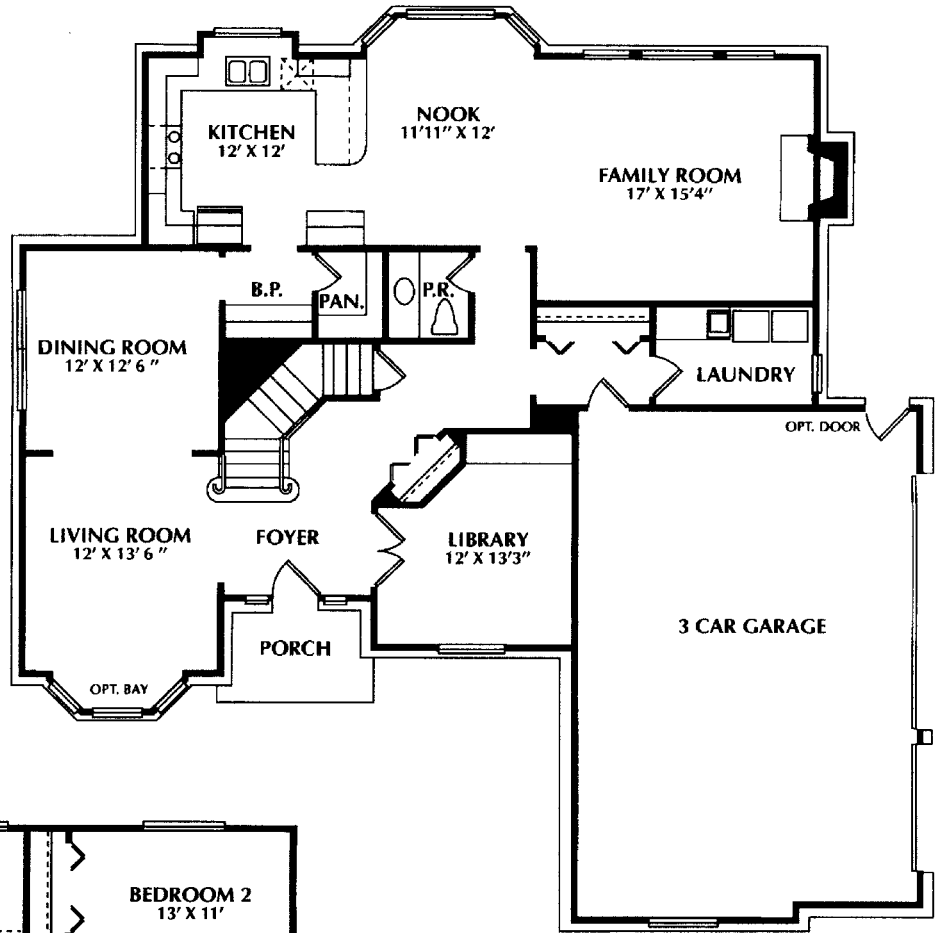 NOOK
11'11" X 12'
KITCHEN
12' X 12'
FAMILY ROOM
17' X 15'4"
B.P.
PAN.
P.R.
DINING ROOM
12' X 12' 6 "
LAUNDRY
OPT. DOOR
LIVING ROOM
12' X 13' 6 "
FOYER
LIBRARY
12' X 13'3"
3 CAR GARAGE
PORCH
OPT. BAY
BEDROOM 2
13' X 11'